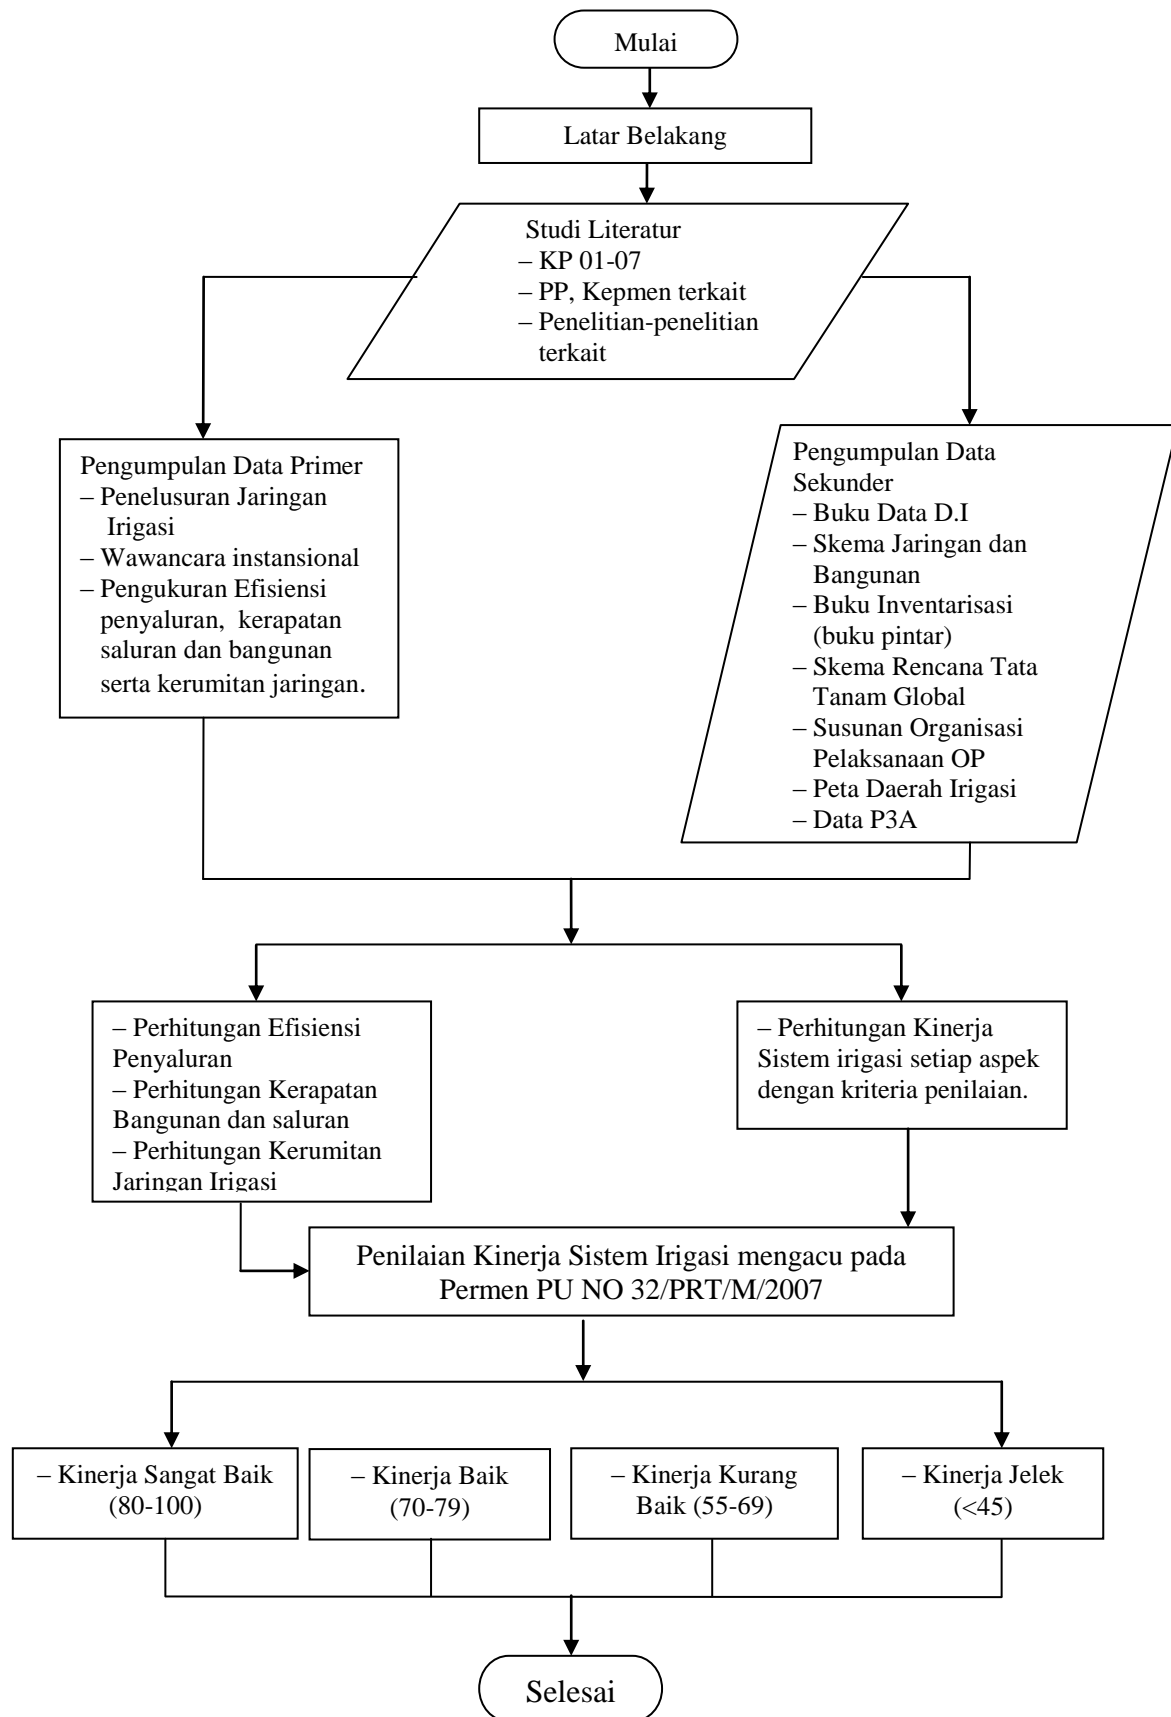 Mulai
Latar Belakang
Studi Literatur
– KP 01-07
– PP, Kepmen terkait
– Penelitian-penelitian
terkait
Pengumpulan Data Primer
– Penelusuran Jaringan
Irigasi
– Wawancara instansional
– Pengukuran Efisiensi
penyaluran, kerapatan
saluran dan bangunan
serta kerumitan jaringan.
Pengumpulan Data
Sekunder
– Buku Data D.I
– Skema Jaringan dan
Bangunan
– Buku Inventarisasi
(buku pintar)
– Skema Rencana Tata
Tanam Global
– Susunan Organisasi
Pelaksanaan OP
– Peta Daerah Irigasi
– Data P3A
– Perhitungan Efisiensi
Penyaluran
– Perhitungan Kerapatan
Bangunan dan saluran
– Perhitungan Kerumitan
Jaringan Irigasi
– Perhitungan Kinerja
Sistem irigasi setiap aspek
dengan kriteria penilaian.
Penilaian Kinerja Sistem Irigasi mengacu pada
Permen PU NO 32/PRT/M/2007
– Kinerja Sangat Baik
(80-100)
– Kinerja Baik
(70-79)
– Kinerja Kurang
Baik (55-69)
– Kinerja Jelek
(<45)
Selesai